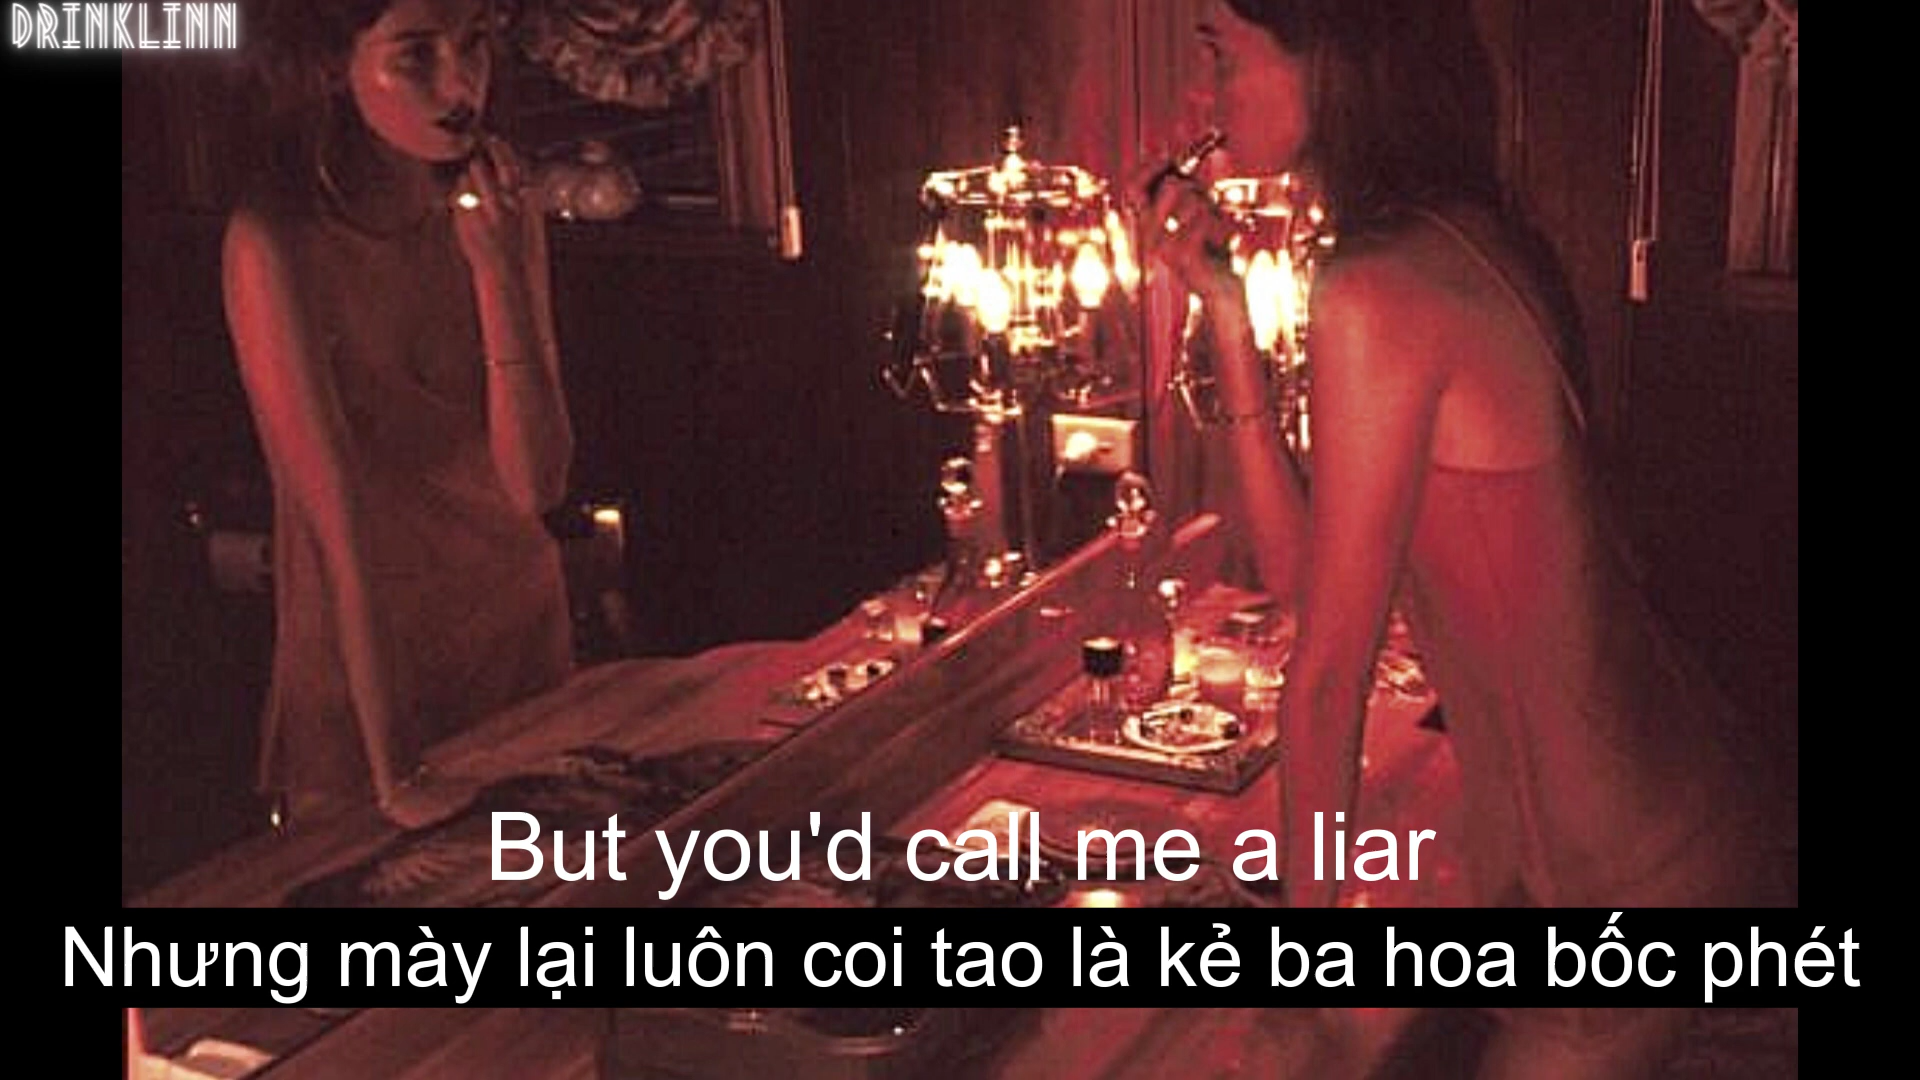 DRINKLINN
But you'd call me a liar
Nhưng mày lại luôn coi tao là kẻ ba hoa bốc phét